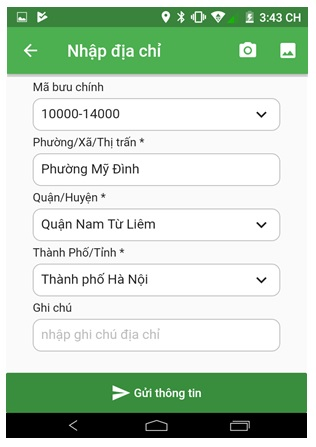 3:43 CH
Nhập địa chỉ
Mã bưu chính
10000-14000
Phường/Xã/Thị trấn *
Phường Mỹ Đình
Quận/Huyện *
Quận Nam Từ Liêm
Thành Phố/Tỉnh *
Thành phố Hà Nội
Ghi chú
nhập ghi chú địa chỉ
Gửi thông tin